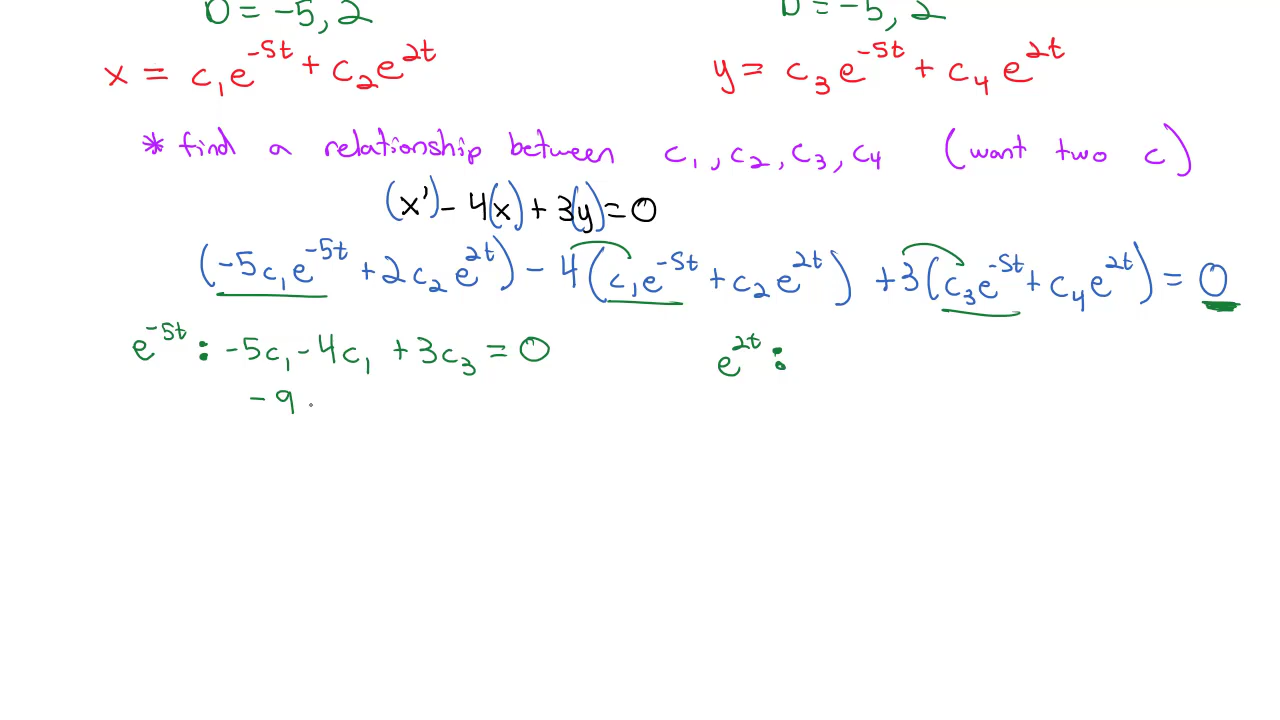 D = -5, 2 D = -5, 2
x = c₁e^{-5t} + c₂e^{2t} y = c₃e^{-5t} + c₄e^{2t}
* find a relationship between c₁, c₂, c₃, c₄ (want two c)
(x') - 4(x) + 3(y) = 0
(-5c₁e^{-5t} + 2c₂e^{2t}) - 4(c₁e^{-5t} + c₂e^{2t}) + 3(c₃e^{-5t} + c₄e^{2t}) = 0
e^{-5t} : -5c₁ - 4c₁ + 3c₃ = 0 e^{2t} :
-9